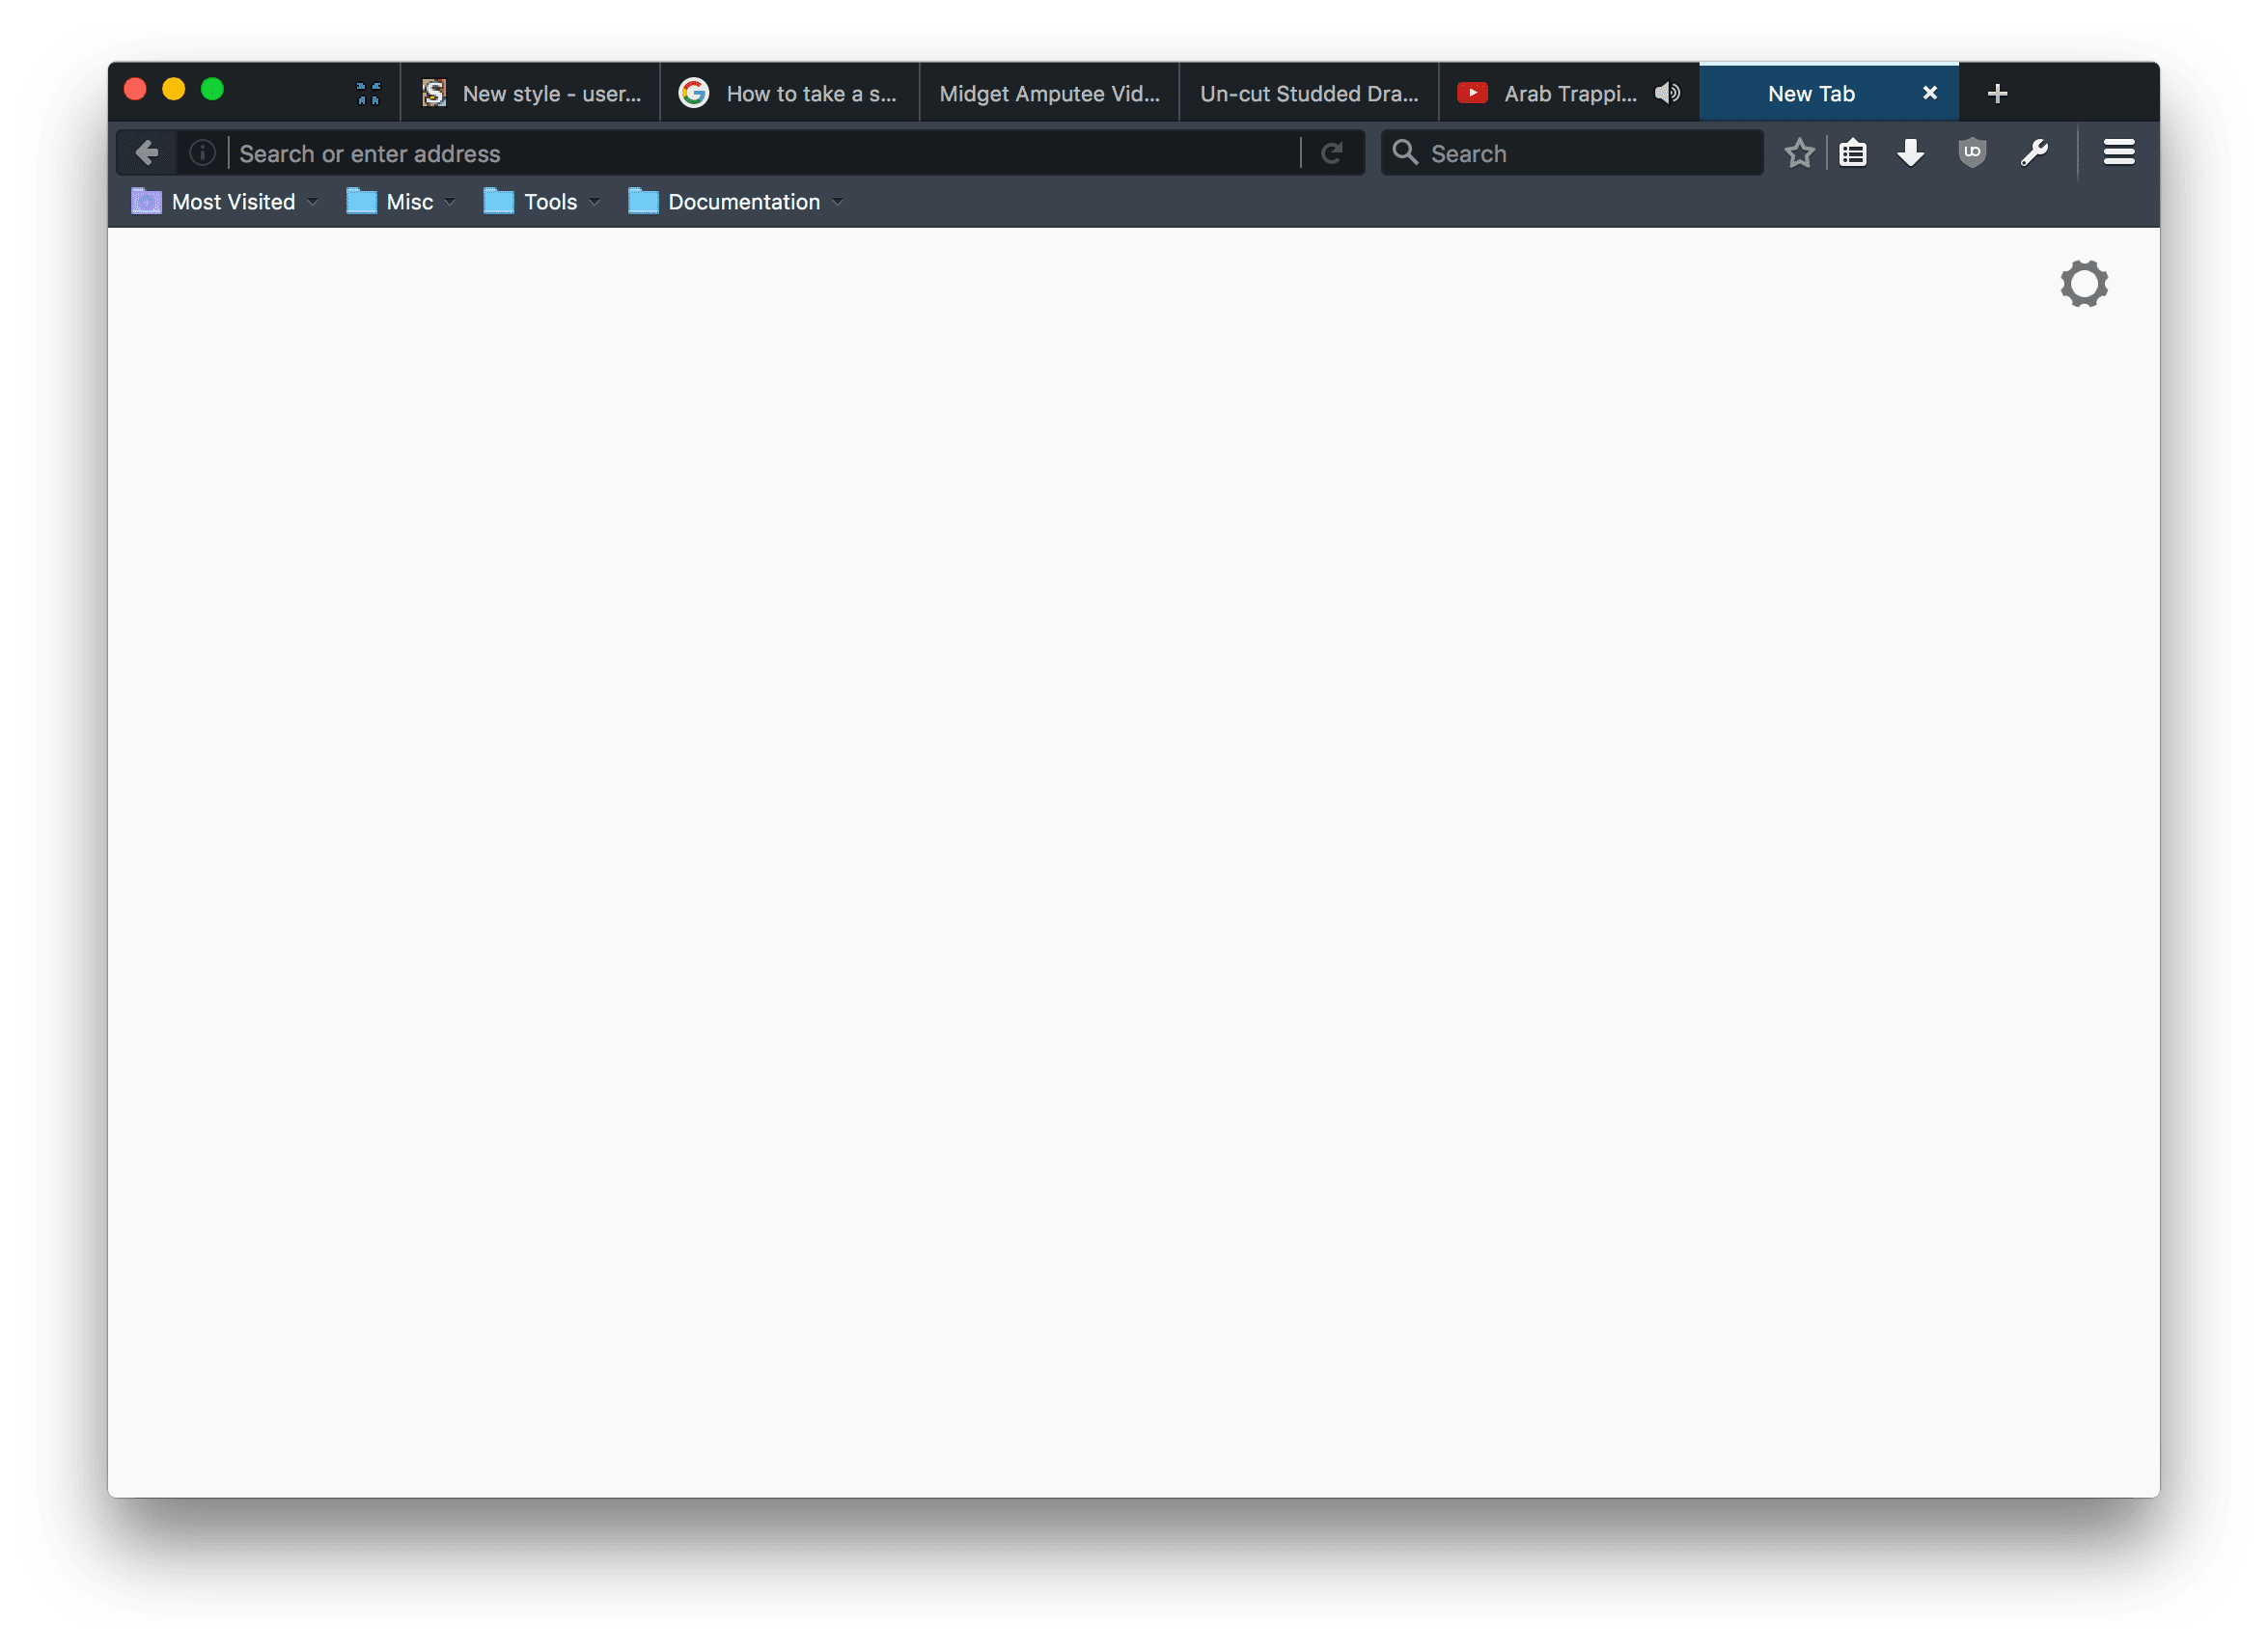 New style - user...
How to take a s...
Midget Amputee Vid...
Un-cut Studded Dra...
Arab Trappi...
New Tab
Search or enter address
Search
Most Visited
Misc
Tools
Documentation